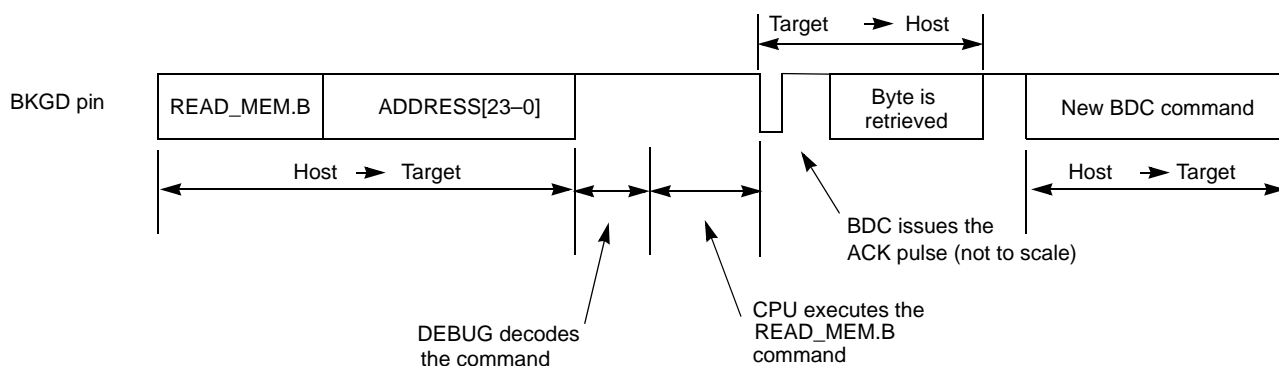 Target → Host
BKGD pin
READ_MEM.B
ADDRESS[23–0]
Byte is
retrieved
New BDC command
Host → Target
Host → Target
BDC issues the
ACK pulse (not to scale)
DEBUG decodes
the command
CPU executes the
READ_MEM.B
command